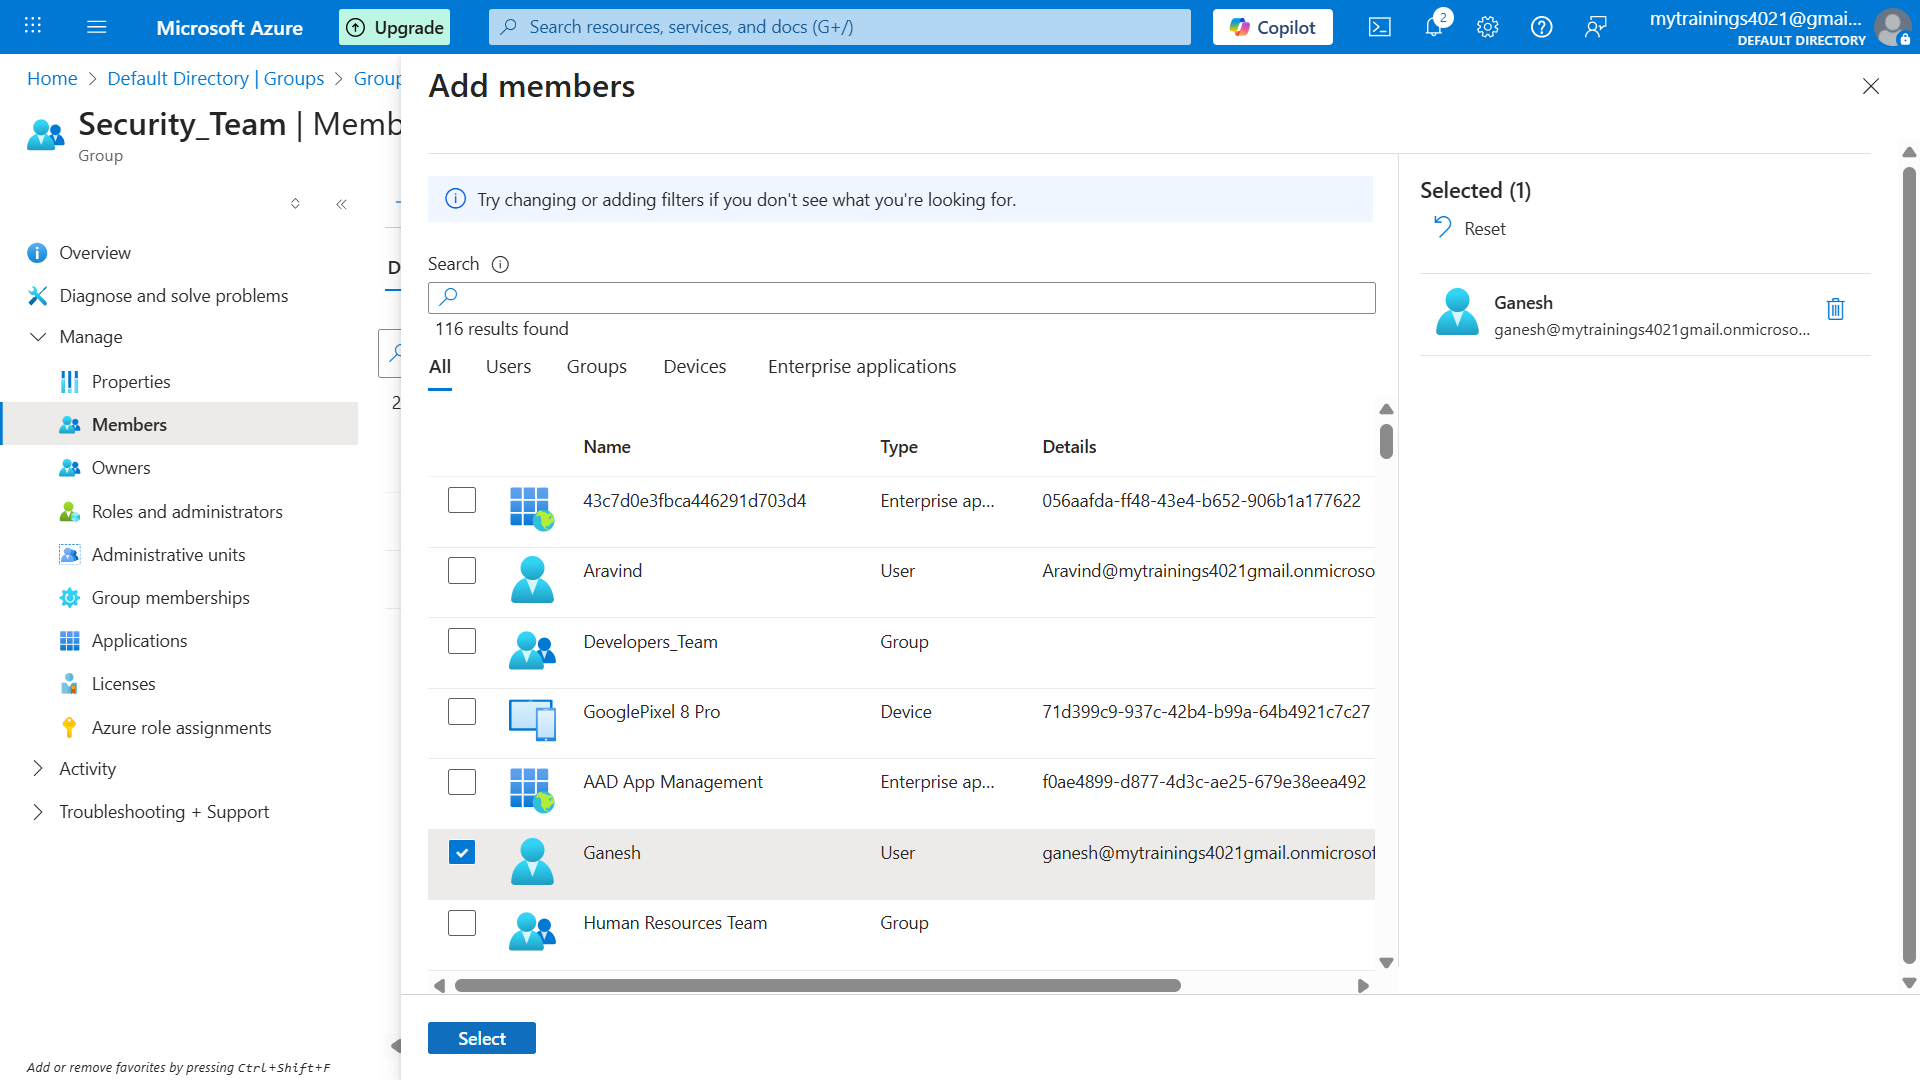 Microsoft Azure
Upgrade
Search resources, services, and docs (G+/)
Copilot
2
mytrainings4021@gmai...
DEFAULT DIRECTORY
Home > Default Directory | Groups > Group
Security_Team | Memb
Group
Overview
Diagnose and solve problems
Manage
Properties
Members
Owners
Roles and administrators
Administrative units
Group memberships
Applications
Licenses
Azure role assignments
Activity
Troubleshooting + Support
Add or remove favorites by pressing Ctrl+Shift+F
D
2
Add members
Try changing or adding filters if you don't see what you're looking for.
Search
116 results found
All Users Groups Devices Enterprise applications
Name Type Details
43c7d0e3fbca446291d703d4 Enterprise ap... 056aafda-ff48-43e4-b652-906b1a177622
Aravind User Aravind@mytrainings4021gmail.onmicroso
Developers_Team Group
GooglePixel 8 Pro Device 71d399c9-937c-42b4-b99a-64b4921c7c27
AAD App Management Enterprise ap... f0ae4899-d877-4d3c-ae25-679e38eea492
Ganesh User ganesh@mytrainings4021gmail.onmicrosof
Human Resources Team Group
Select
Selected (1)
Reset
Ganesh
ganesh@mytrainings4021gmail.onmicroso...